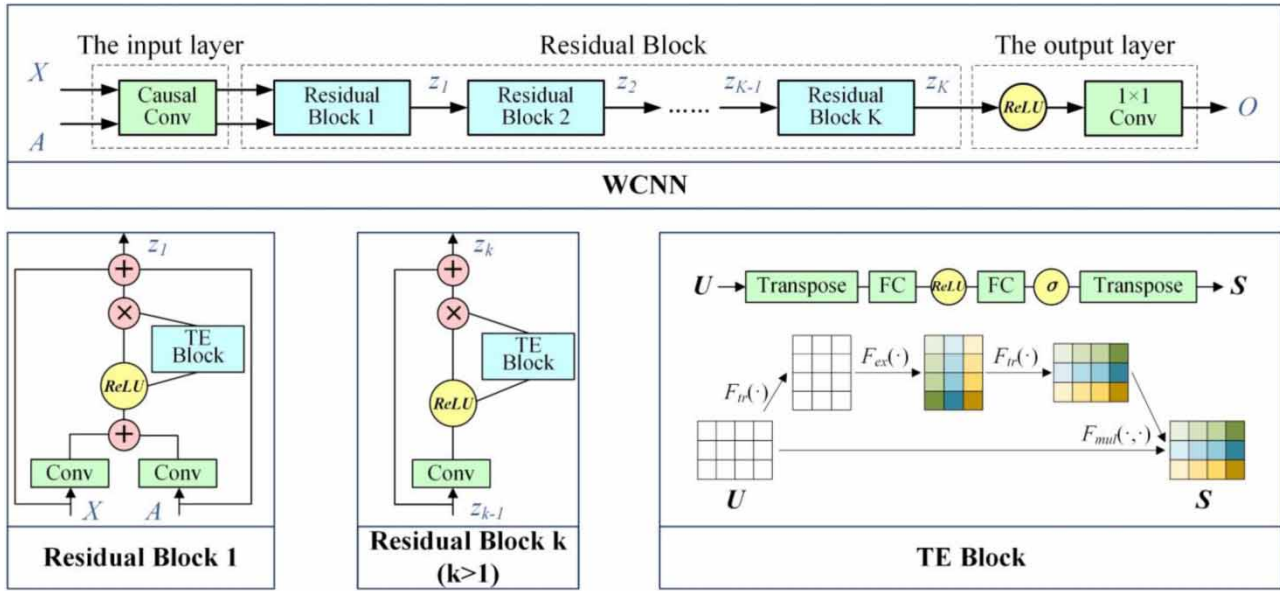 The input layer
Residual Block
The output layer
X
A
Causal
Conv
Residual
Block 1
z1
Residual
Block 2
z2
......
zK-1
Residual
Block K
zK
ReLU
1×1
Conv
O
WCNN
z1
+
×
TE
Block
ReLU
+
Conv
Conv
X
A
Residual Block 1
zk
+
×
TE
Block
ReLU
Conv
zk-1
Residual Block k
(k>1)
U
Transpose
FC
ReLU
FC
σ
Transpose
S
Ftr(·)
Fex(·)
Ftr(·)
Fmul(·,·)
U
S
TE Block